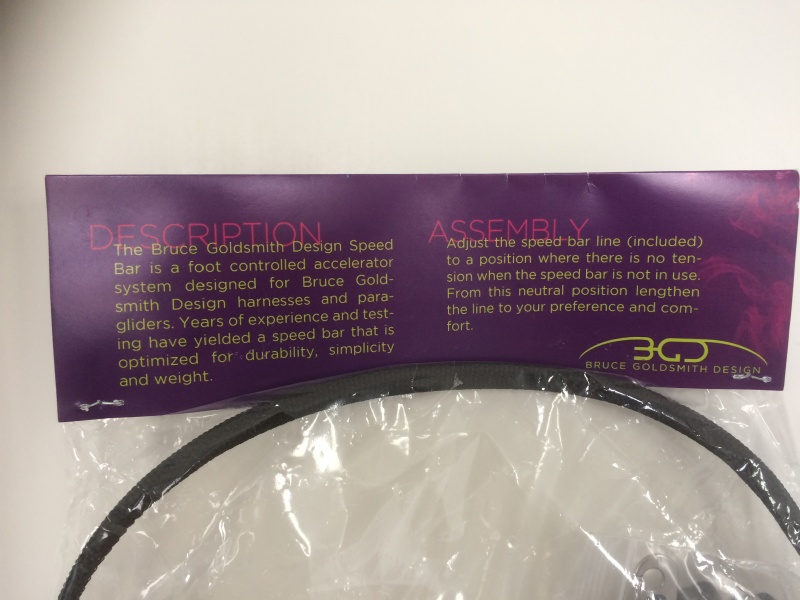 DESCRIPTION
The Bruce Goldsmith Design Speed
Bar is a foot controlled accelerator
system designed for Bruce Gold-
smith Design harnesses and para-
gliders. Years of experience and test-
ing have yielded a speed bar that is
optimized for durability, simplicity
and weight.
ASSEMBLY
Adjust the speed bar line (included)
to a position where there is no ten-
sion when the speed bar is not in use.
From this neutral position lengthen
the line to your preference and com-
fort.
BGD
BRUCE GOLDSMITH DESIGN